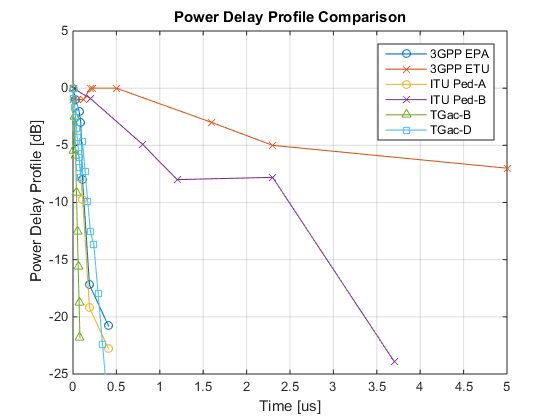 Power Delay Profile Comparison
5
0
-5
-10
-15
-20
-25
Power Delay Profile [dB]
3GPP EPA
3GPP ETU
ITU Ped-A
ITU Ped-B
TGac-B
TGac-D
0 0.5 1 1.5 2 2.5 3 3.5 4 4.5 5
Time [us]